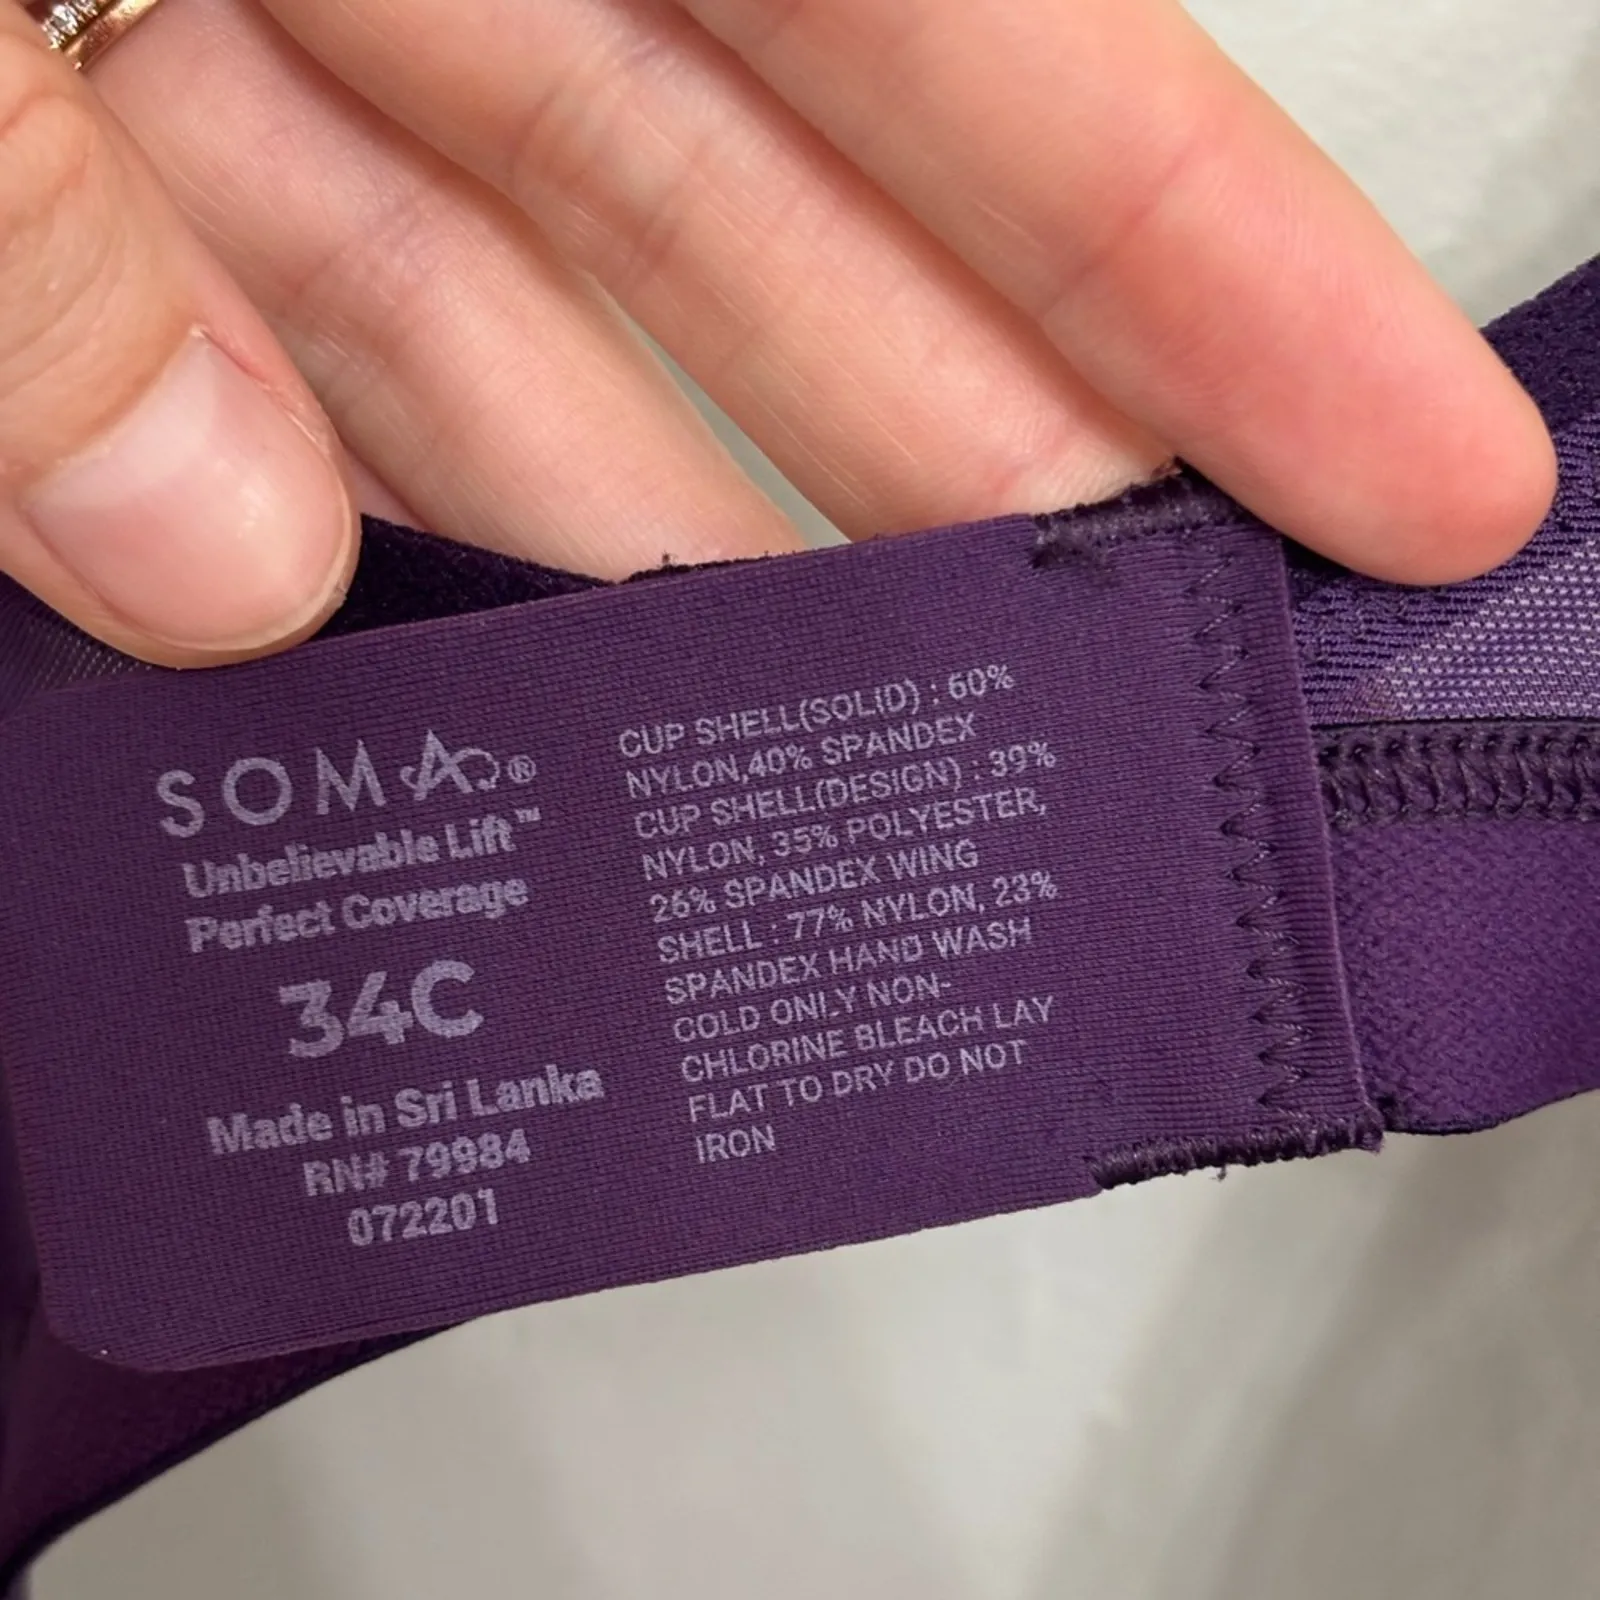 SOMA®
Unbelievable Lift™
Perfect Coverage
34C
Made in Sri Lanka
RN# 79984
072201
CUP SHELL(SOLID) : 60%
NYLON,40% SPANDEX
CUP SHELL(DESIGN) : 39%
NYLON, 35% POLYESTER,
26% SPANDEX WING
SHELL : 77% NYLON, 23%
SPANDEX HAND WASH
COLD ONLY NON-
CHLORINE BLEACH LAY
FLAT TO DRY DO NOT
IRON